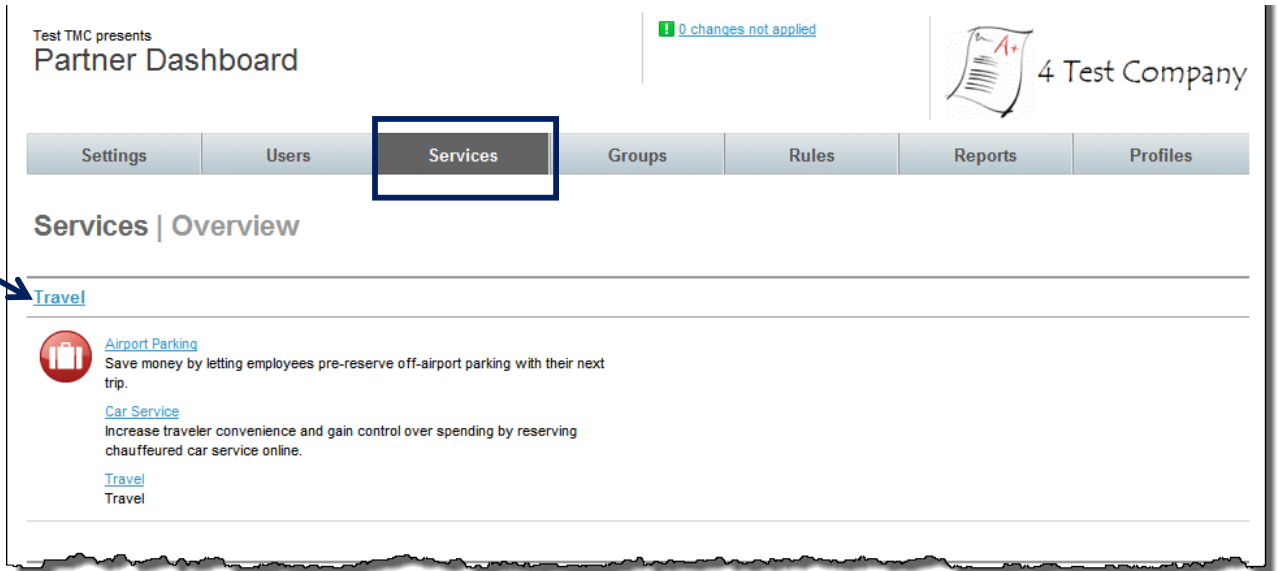 Test TMC presents
Partner Dashboard
0 changes not applied
A+
4 Test Company
Settings Users Services Groups Rules Reports Profiles
Services | Overview
Travel
Airport Parking
Save money by letting employees pre-reserve off-airport parking with their next
trip.
Car Service
Increase traveler convenience and gain control over spending by reserving
chauffeured car service online.
Travel
Travel